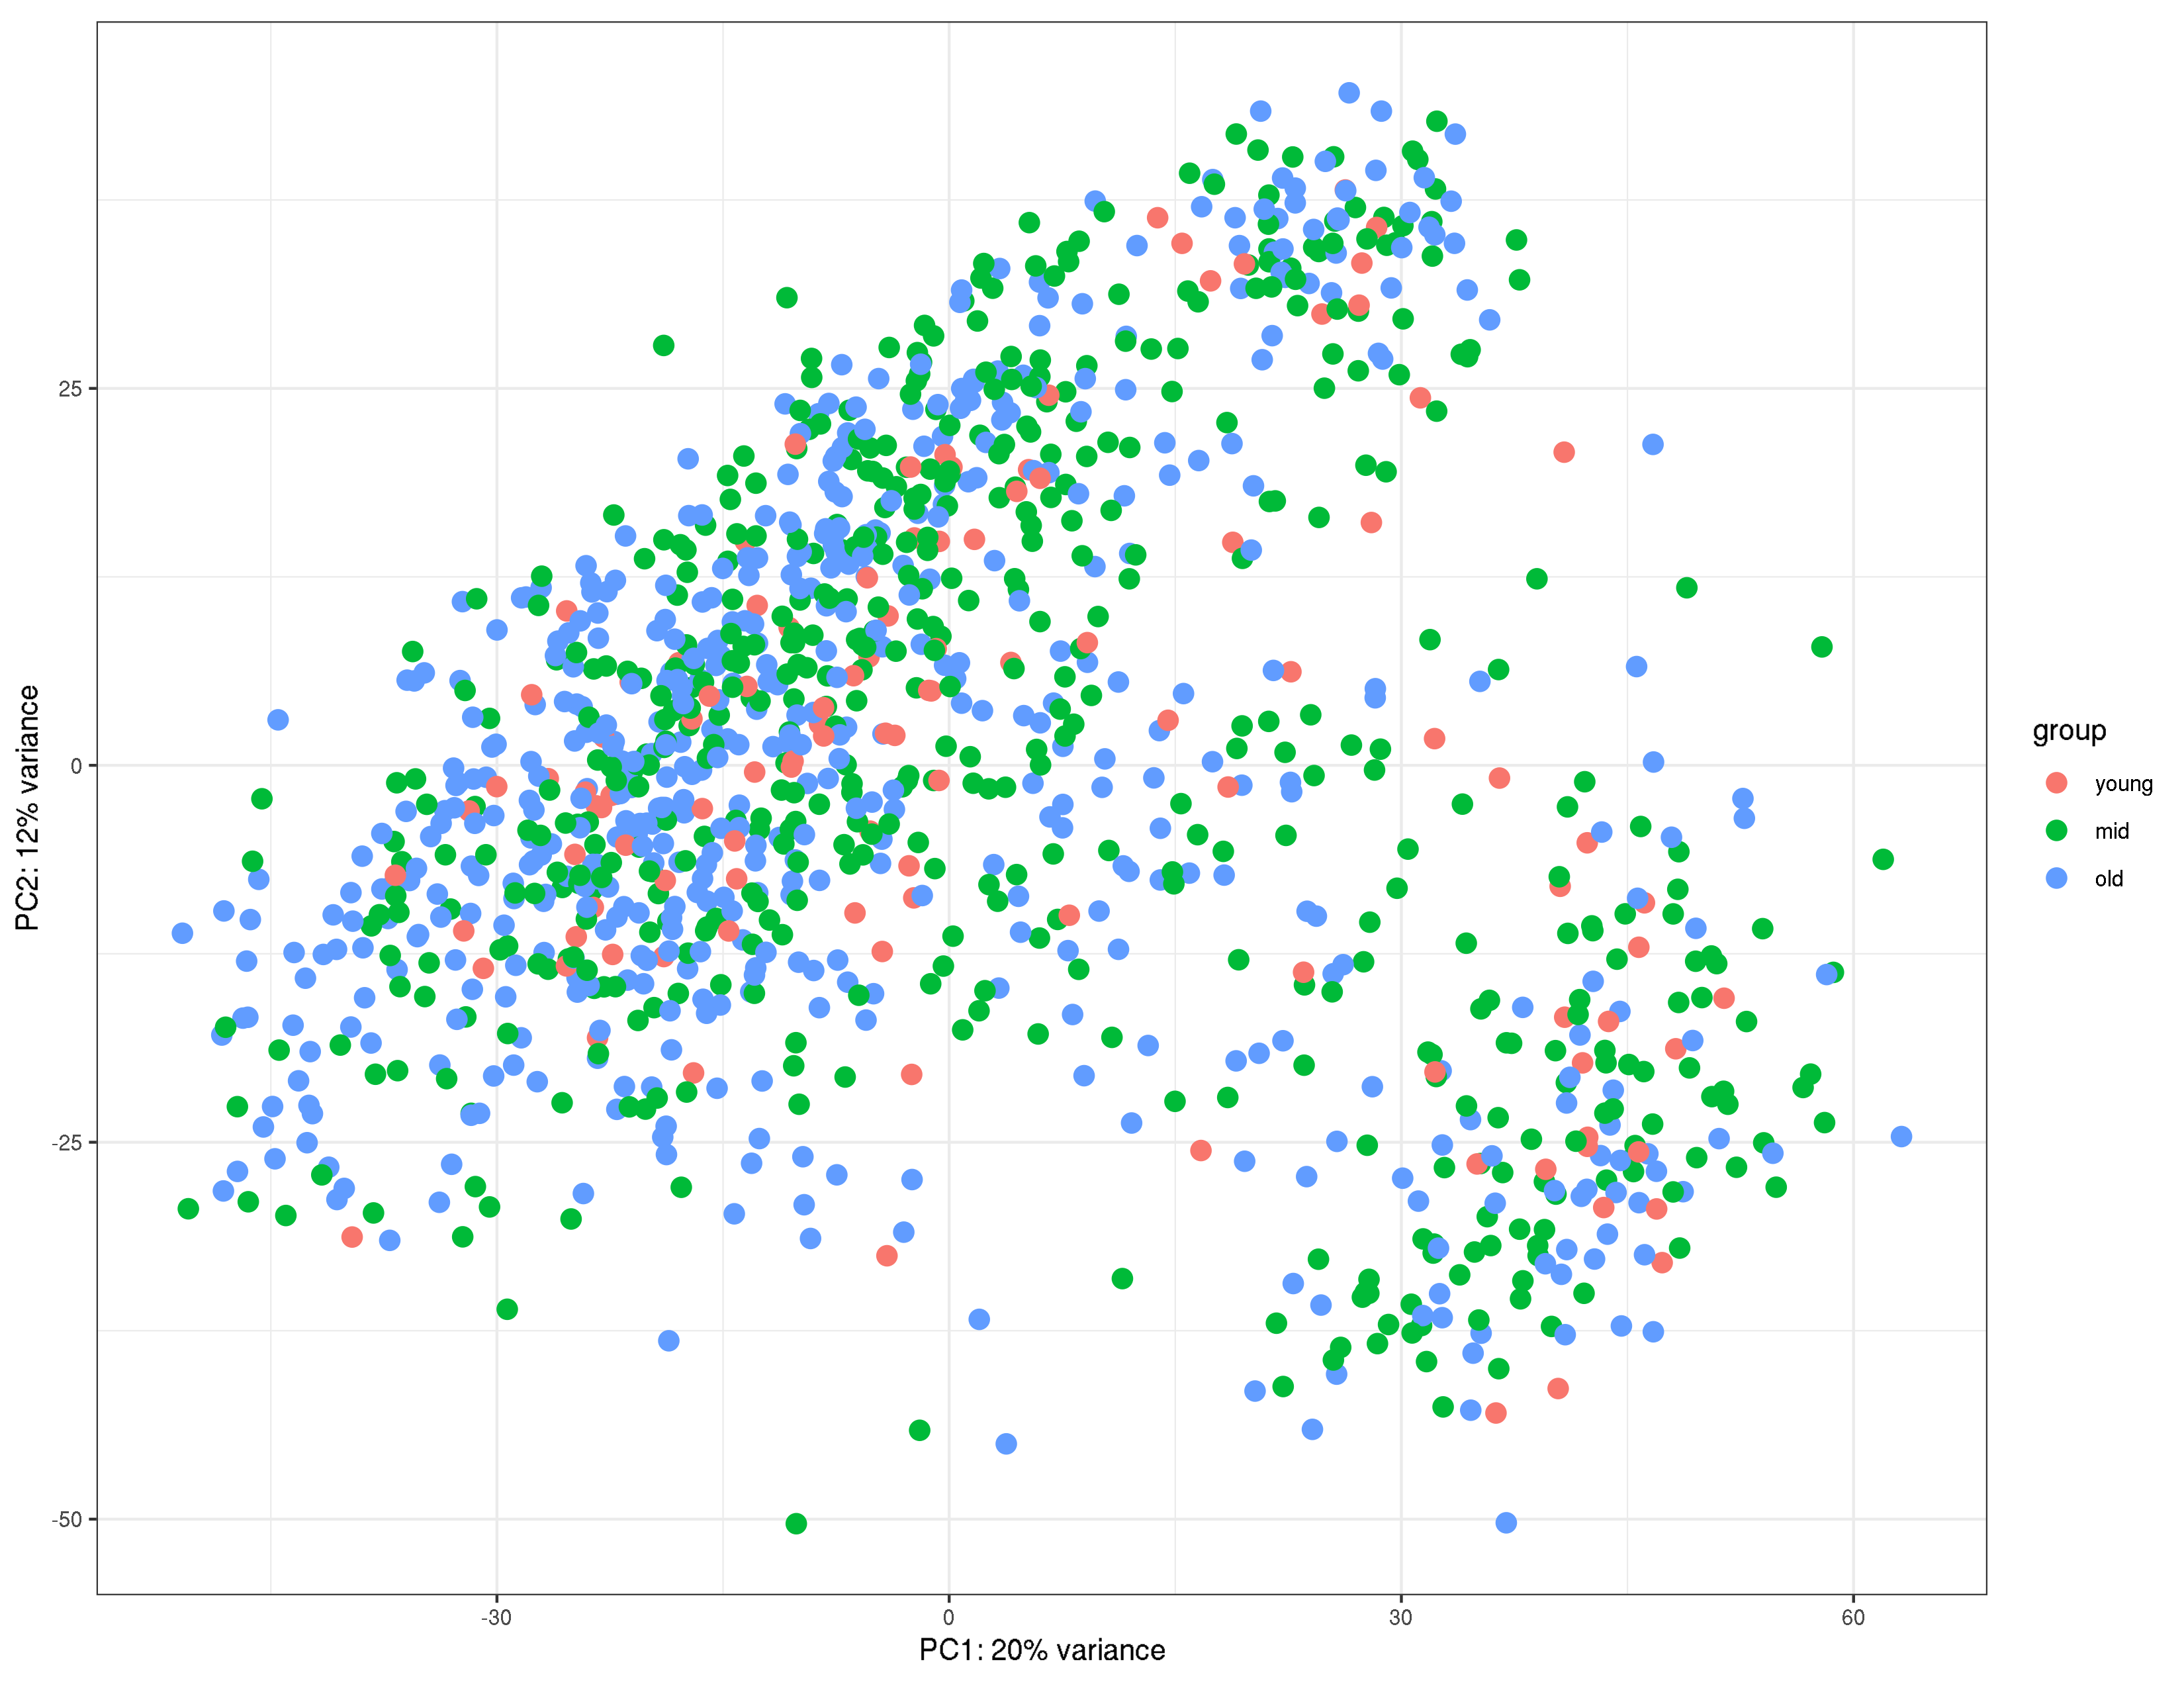 PC2: 12% variance
25
0
-25
-50
-30
0
30
60
PC1: 20% variance
group
young
mid
old